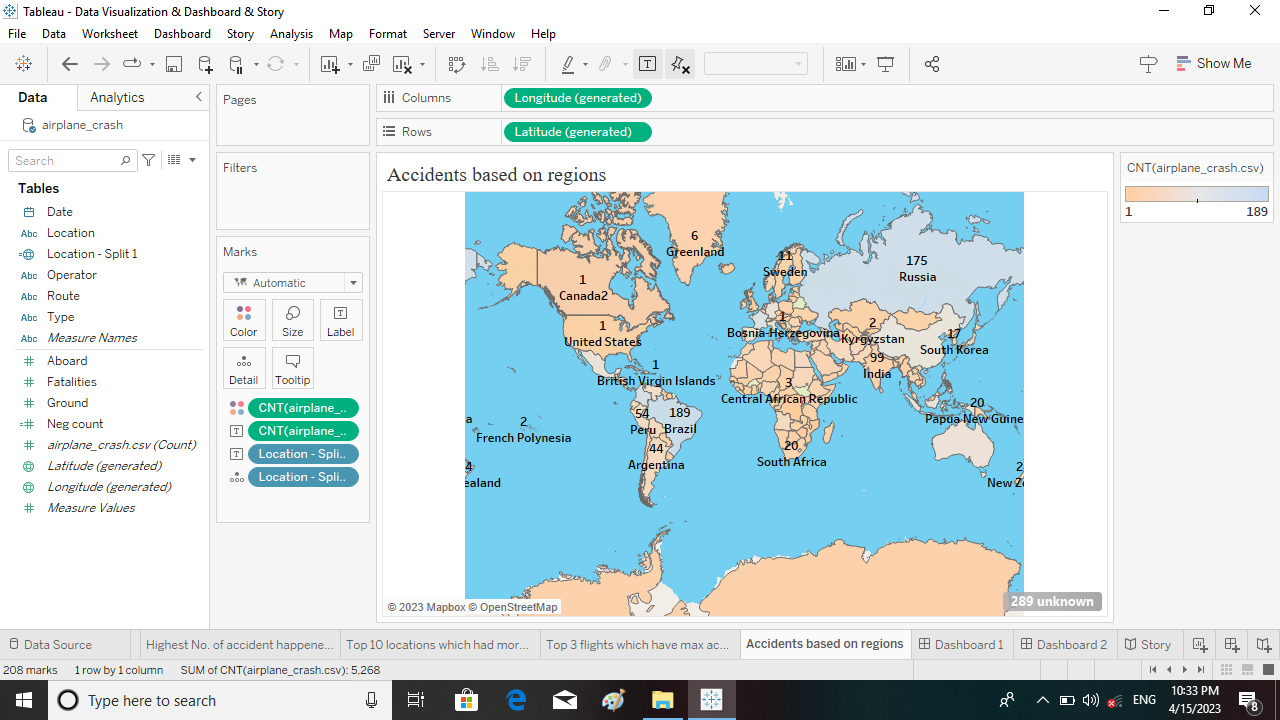 Tableau - Data Visualization & Dashboard & Story
File Data Worksheet Dashboard Story Analysis Map Format Server Window Help
Show Me
Data Analytics
airplane_crash
Search
Tables
Date
Abc Location
Location - Split 1
Abc Operator
Abc Route
Abc Type
Abc Measure Names
Aboard
Fatalities
Ground
Neg count
airplane_crash.csv (Count)
Latitude (generated)
Longitude (generated)
Measure Values
Pages
Filters
Marks
Automatic
Color Size Label
Detail Tooltip
CNT(airplane_..
CNT(airplane_..
Location - Spli..
Location - Spli..
Columns Longitude (generated)
Rows Latitude (generated)
Accidents based on regions
6
Greenland
11
Sweden
175
Russia
1
Canada2
1
United States
1
Bosnia-Herzegovina
2
Kyrgyzstan
17
South Korea
99
India
1
British Virgin Islands
3
Central African Republic
54
Peru
189
Brazil
20
Papua New Guine
a
2
French Polynesia
44
Argentina
20
South Africa
4
ealand
2
New Ze
© 2023 Mapbox © OpenStreetMap
289 unknown
CNT(airplane_crash.csv)
1 189
Data Source Highest No. of accident happene... Top 10 locations which had mor... Top 3 flights which have max ac... Accidents based on regions Dashboard 1 Dashboard 2 Story
208 marks 1 row by 1 column SUM of CNT(airplane_crash.csv): 5,268
Type here to search
ENG
10:33 PM
4/15/2023
8